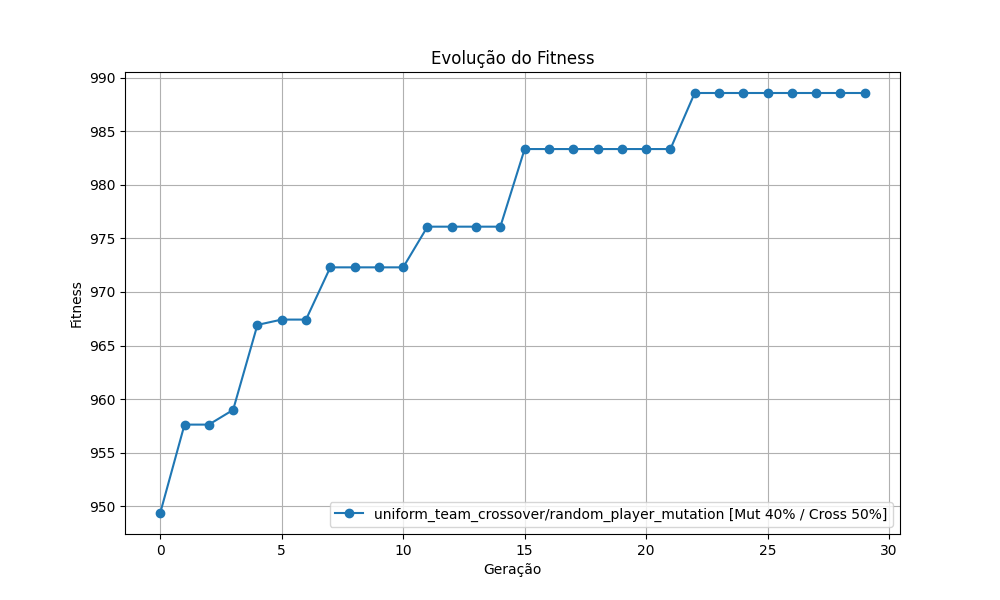 Evolução do Fitness
Fitness
990
985
980
975
970
965
960
955
950
uniform_team_crossover/random_player_mutation [Mut 40% / Cross 50%]
0 5 10 15 20 25 30
Geração